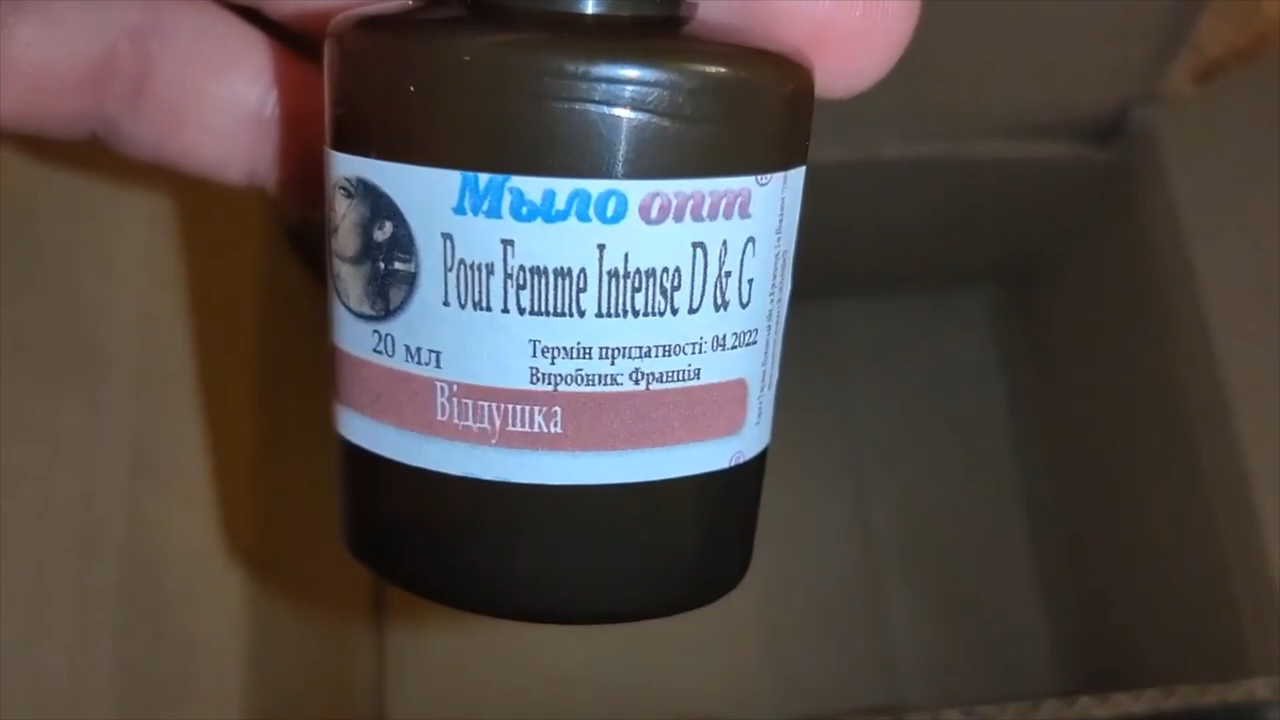 Мыло опт
Pour Femme Intense D & G
20 мл
Термін придатності: 04.2022
Виробник: Франція
Віддушка